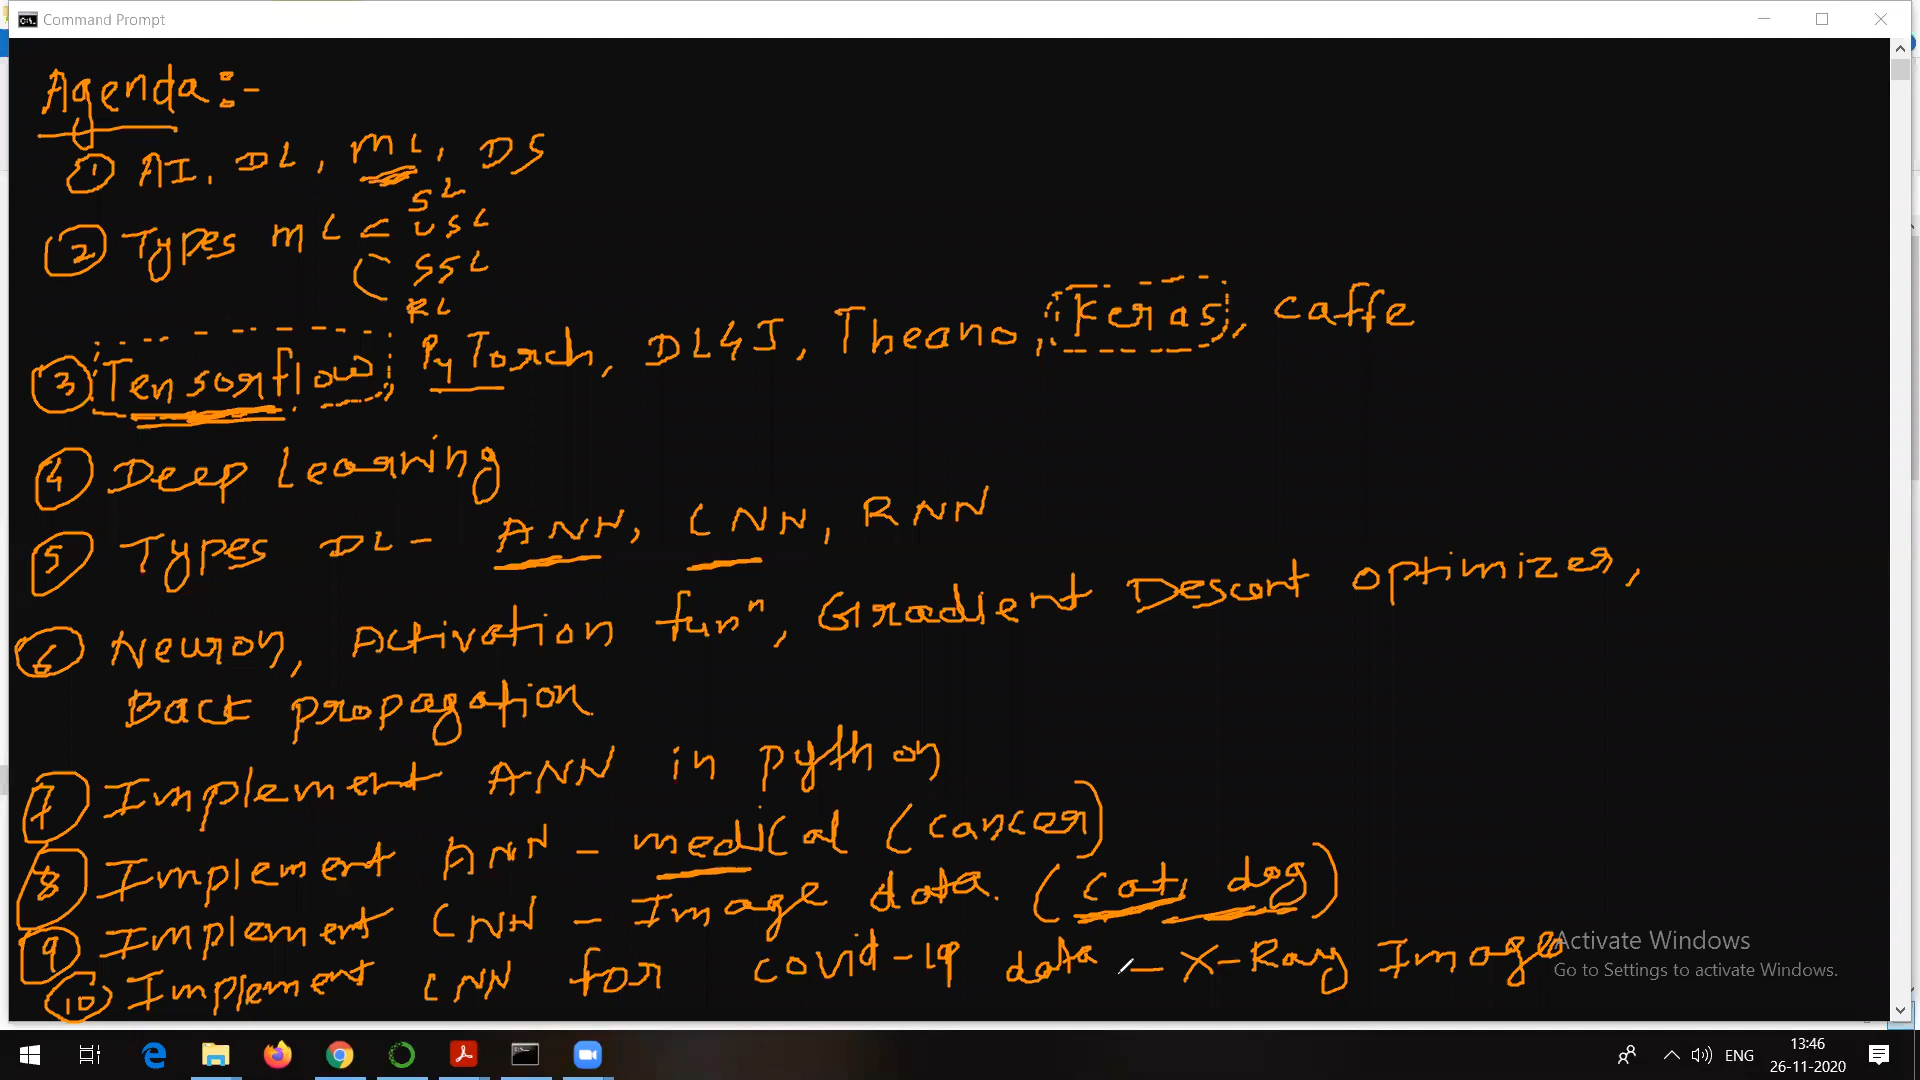 Command Prompt
Agenda:-
① AI, DL, ML, DS
② Types ML < SL
USL
SSL
RL
③ Tensorflow, PyTorch, DL4J, Theano, Keras, Caffe
④ Deep Learning
⑤ Types DL - ANN, CNN, RNN
⑥ Neuron, Activation funⁿ, Gradient Descent optimizer,
Back propagation
⑦ Implement ANN in python
⑧ Implement ANN - medical (cancer)
⑨ Implement CNN - Image data. (cat, dog)
⑩ Implement CNN for covid-19 data - X-Ray Image
Activate Windows
Go to Settings to activate Windows.
ENG
13:46
26-11-2020